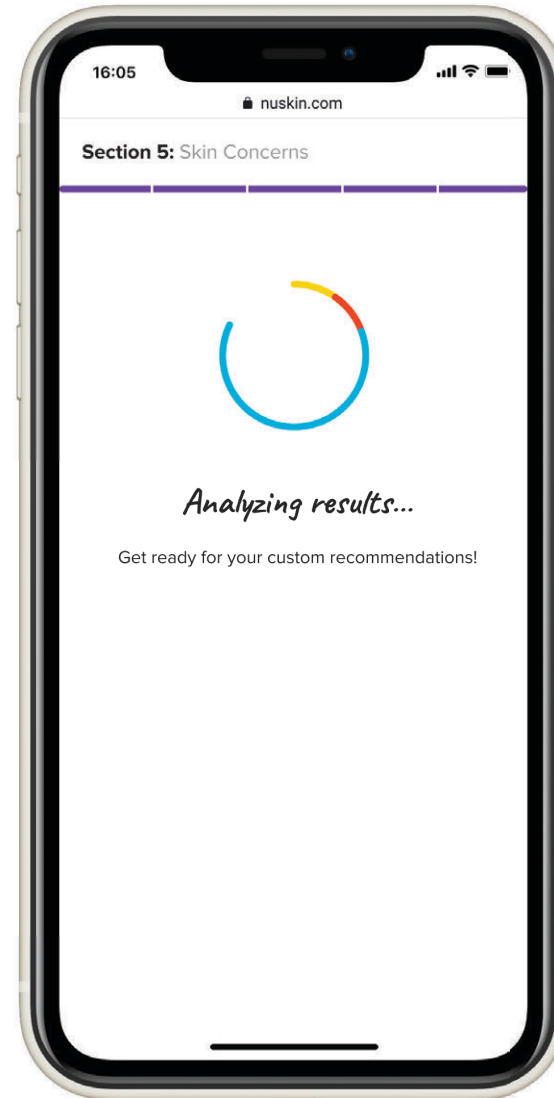 16:05
nuskin.com
Section 5: Skin Concerns
Analyzing results...
Get ready for your custom recommendations!